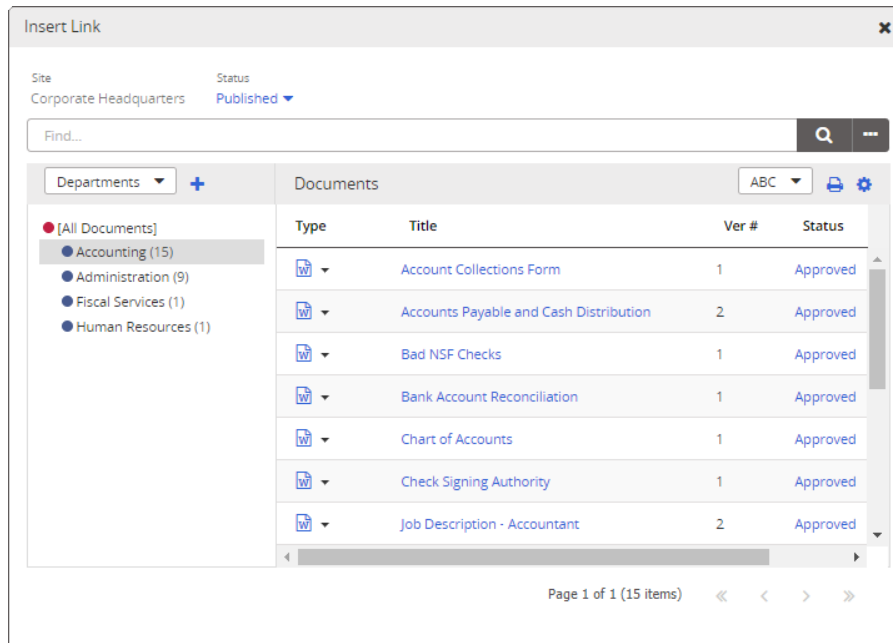 Insert Link
Site Status
Corporate Headquarters Published
Find...
Departments Documents ABC
[All Documents]
Accounting (15)
Administration (9)
Fiscal Services (1)
Human Resources (1)
Type Title Ver # Status
Account Collections Form 1 Approved
Accounts Payable and Cash Distribution 2 Approved
Bad NSF Checks 1 Approved
Bank Account Reconciliation 1 Approved
Chart of Accounts 1 Approved
Check Signing Authority 1 Approved
Job Description - Accountant 2 Approved
Page 1 of 1 (15 items)